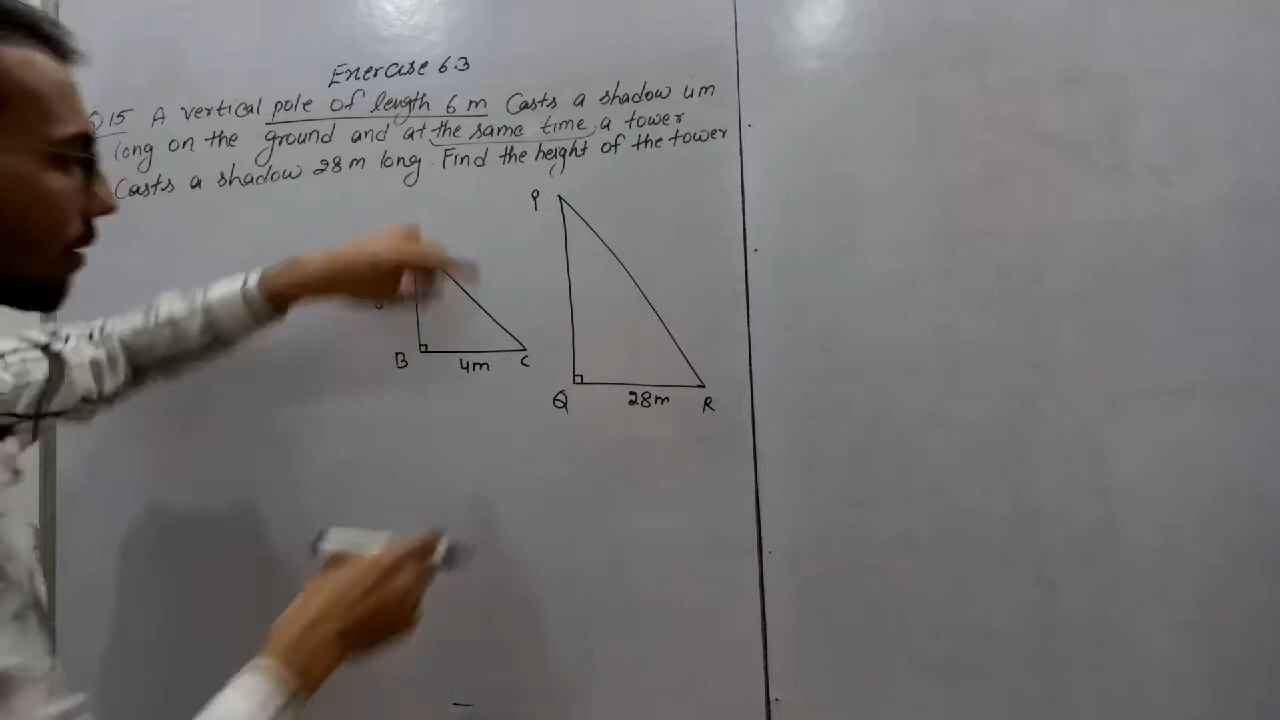 Exercise 6.3
Q15 A vertical pole of length 6 m Casts a shadow 4m
long on the ground and at the same time, a tower
Casts a shadow 28 m long. Find the height of the tower
P
B
4m
C
Q
28m
R